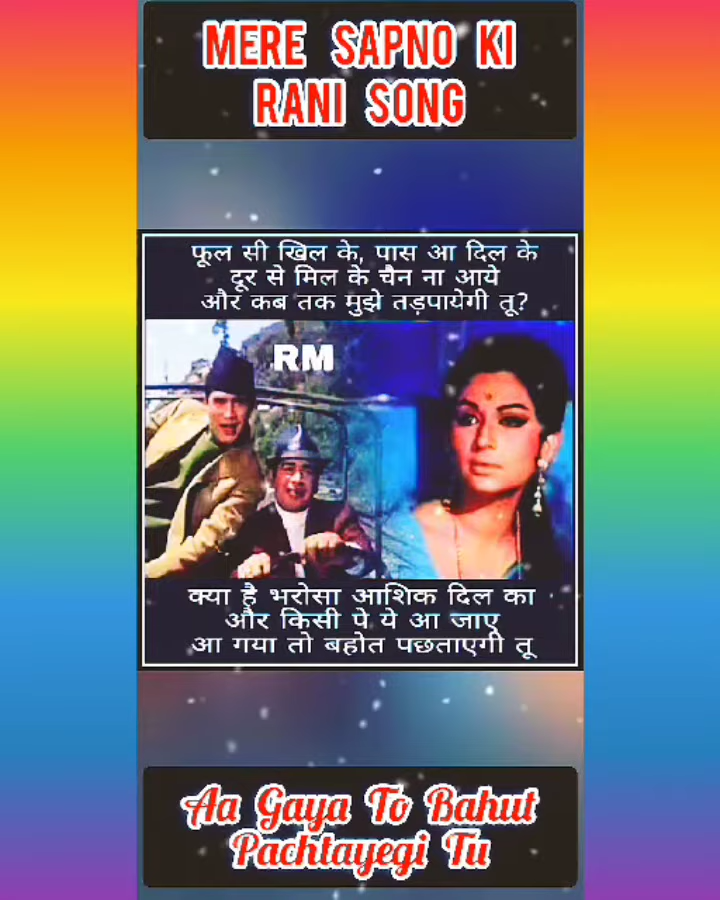 MERE SAPNO KI
RANI SONG
फूल सी खिल के, पास आ दिल के
दूर से मिल के चैन ना आये
और कब तक मुझे तड़पायेगी तू?
RM
क्या है भरोसा आशिक दिल का
और किसी पे ये आ जाए
आ गया तो बहोत पछताएगी तू
Aa Gaya To Bahut
Pachtayegi Tu